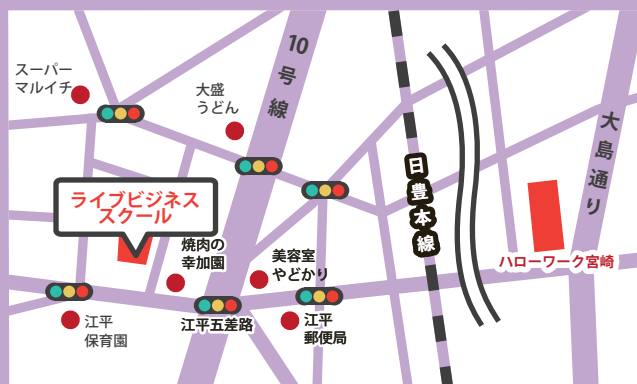 スーパー
マルイチ
大盛
うどん
10号線
大島通り
日豊本線
ライブビジネス
スクール
焼肉の
幸加園
美容室
やどかり
ハローワーク宮崎
江平
保育園
江平五差路
江平
郵便局